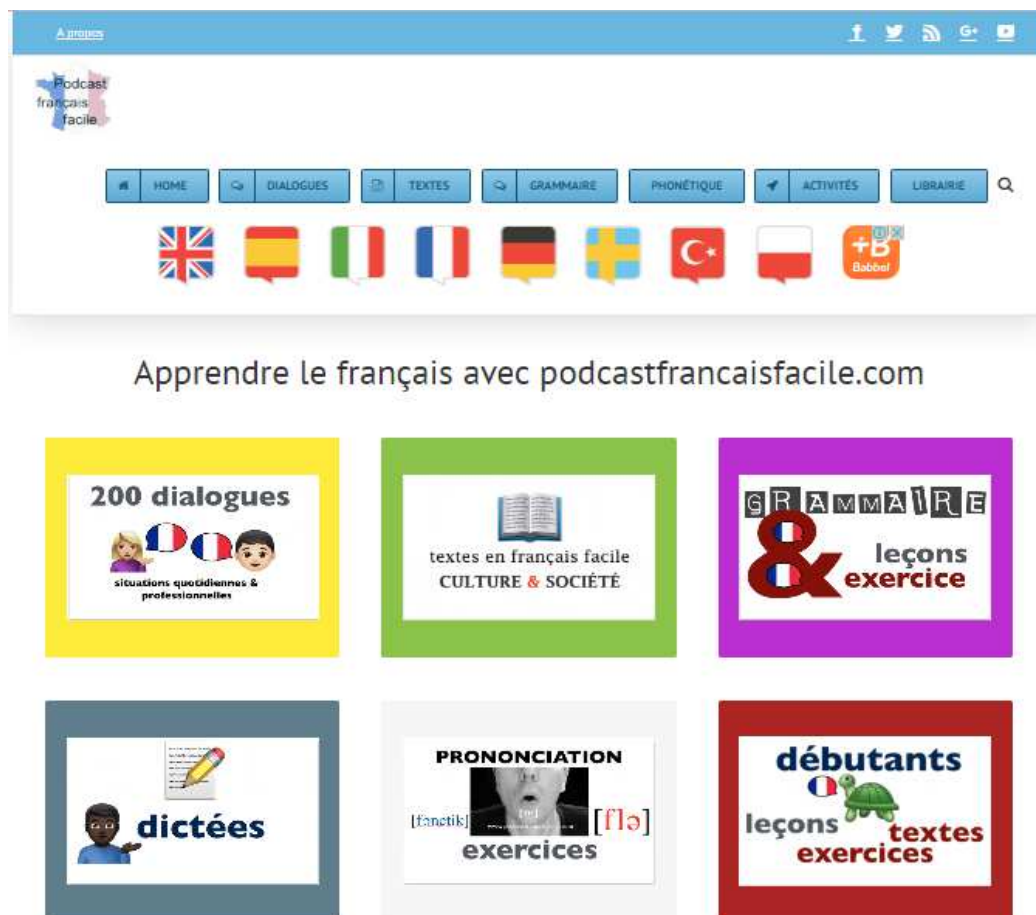 A propos
Podcast
français
facile
HOME DIALOGUES TEXTES GRAMMAIRE PHONÉTIQUE ACTIVITÉS LIBRAIRIE
+B
Babbel
Apprendre le français avec podcastfrancaisfacile.com
200 dialogues
situations quotidiennes &
professionnelles
textes en français facile
CULTURE & SOCIÉTÉ
GRAMMAIRE
&
leçons
exercice
dictées
PRONONCIATION
[fɔnetik]
[flə]
exercices
débutants
leçons
textes
exercices